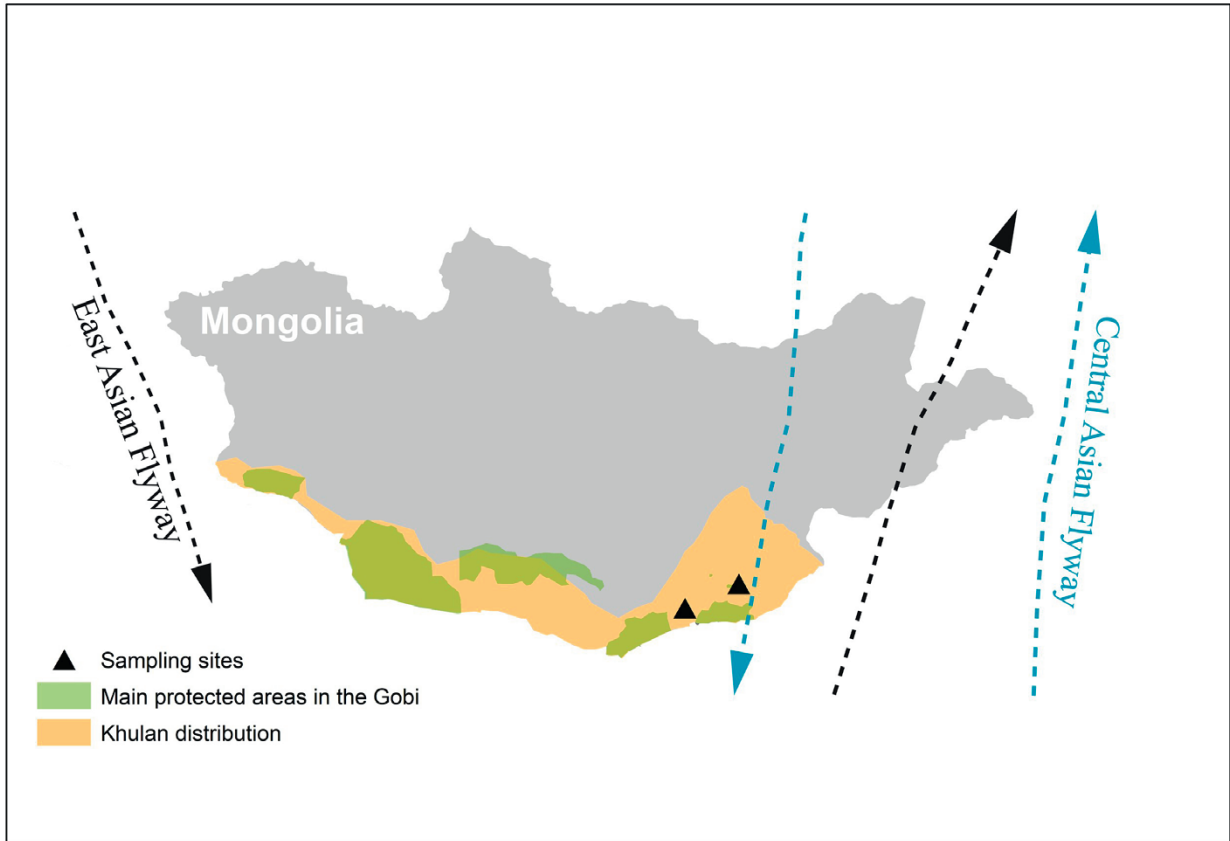 Mongolia
East Asian Flyway
Central Asian Flyway
Sampling sites
Main protected areas in the Gobi
Khulan distribution